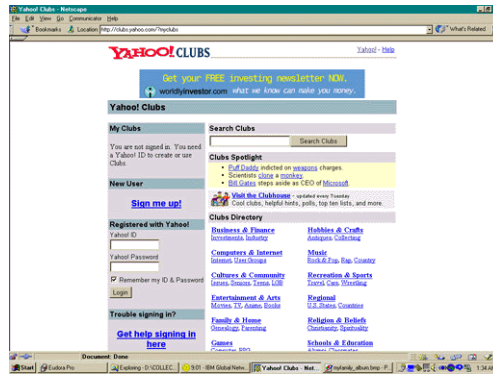 Yahoo! Clubs - Netscape
File Edit View Go Communicator Help
Bookmarks Location: http://clubs.yahoo.com/?myclubs What's Related
YAHOO! CLUBS
Yahoo! - Help
Get your FREE investing newsletter NOW.
worldlyinvestor.com what we know can make you money.
Yahoo! Clubs
My Clubs
You are not signed in. You need
a Yahoo! ID to create or use
Clubs.
New User
Sign me up!
Registered with Yahoo!
Yahoo! ID
Yahoo! Password
Remember my ID & Password
Login
Trouble signing in?
Get help signing in
here
Search Clubs
Search Clubs
Clubs Spotlight
Puff Daddy indicted on weapons charges.
Scientists clone a monkey.
Bill Gates steps aside as CEO of Microsoft.
Visit the Clubhouse - updated every Tuesday
Cool clubs, helpful hints, polls, top ten lists, and more.
Clubs Directory
Business & Finance
Investments, Industry
Hobbies & Crafts
Antiques, Collecting
Computers & Internet
Internet, User Groups
Music
Rock & Pop, Rap, Country
Cultures & Community
Issues, Seniors, Teens, LGB
Recreation & Sports
Travel, Cars, Wrestling
Entertainment & Arts
Movies, TV, Anime, Books
Regional
U.S. States, Countries
Family & Home
Genealogy, Parenting
Religion & Beliefs
Christianity, Spirituality
Games
Schools & Education
Document: Done
Start Eudora Pro Exploring - D:\COLLEC... 9:01 - IBM Global Netw... Yahoo! Clubs - Net... myfamily_album.bmp - P... 1:34 AM